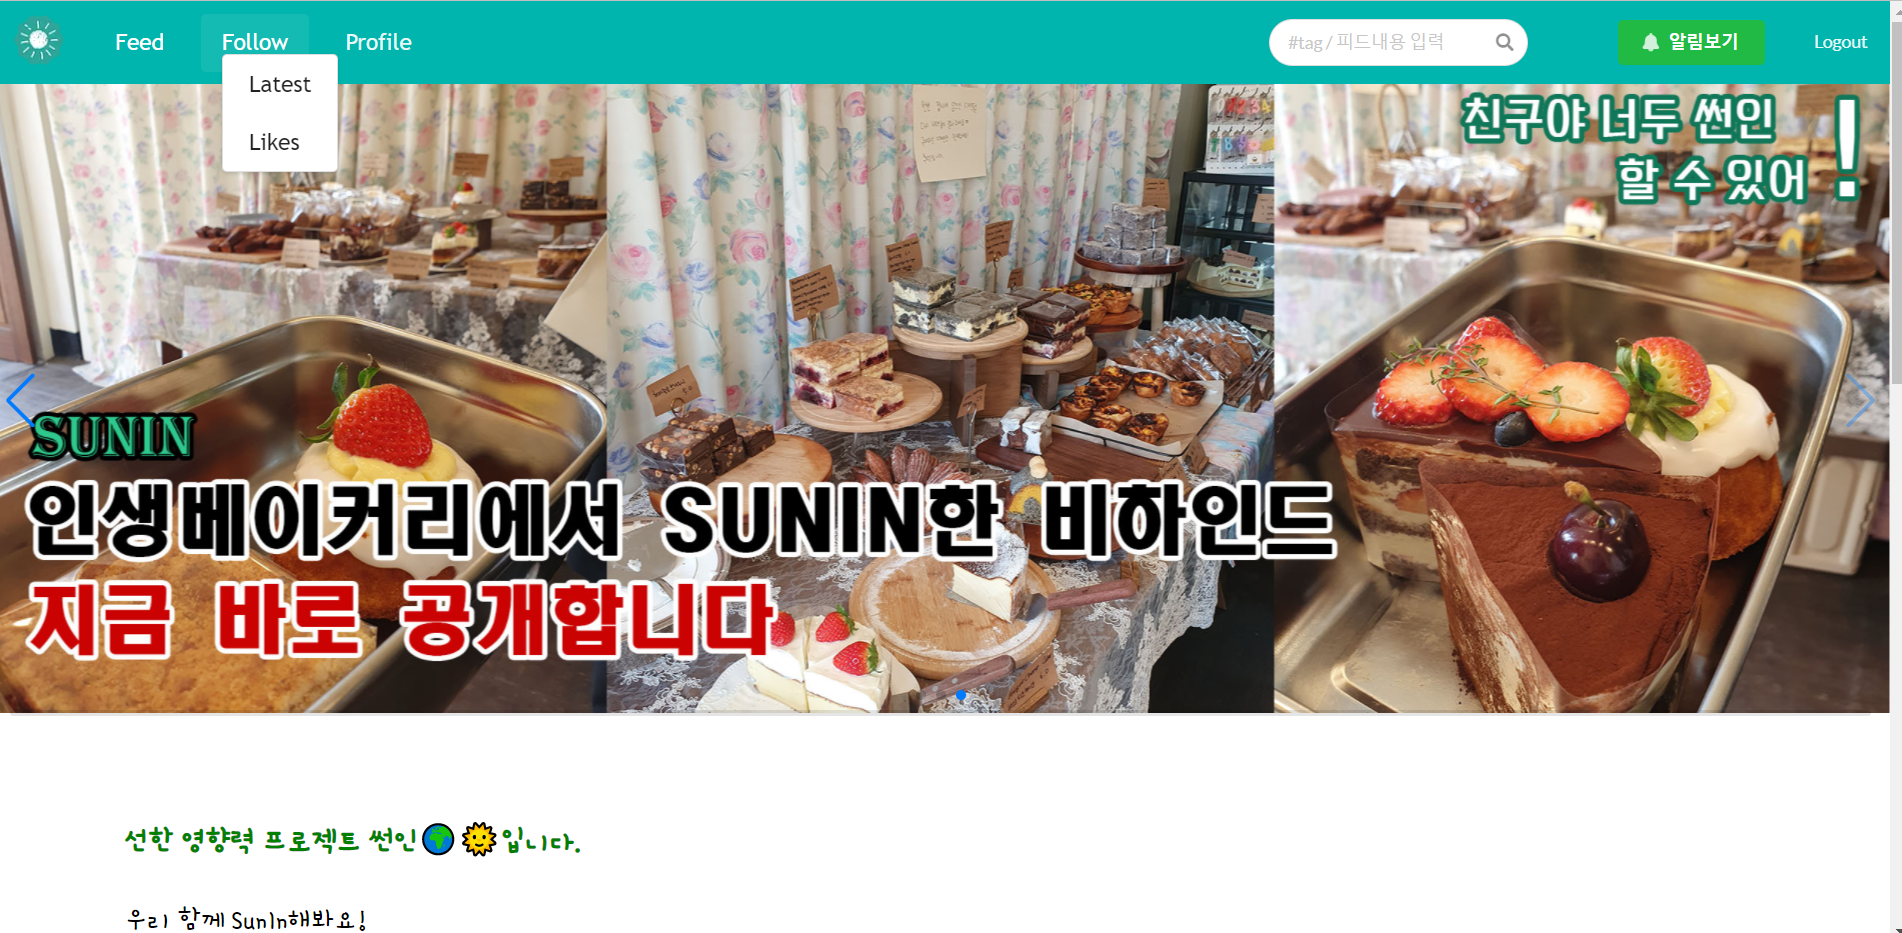 Feed
Follow
Profile
#tag / 피드내용 입력
알림보기
Logout
Latest
Likes
친구야 너두 썬인
할 수 있어 !
SUNIN
인생베이커리에서 SUNIN한 비하인드
지금 바로 공개합니다
선한 영향력 프로젝트 썬인🌍🌞입니다.
우리 함께 SunIn해봐요!